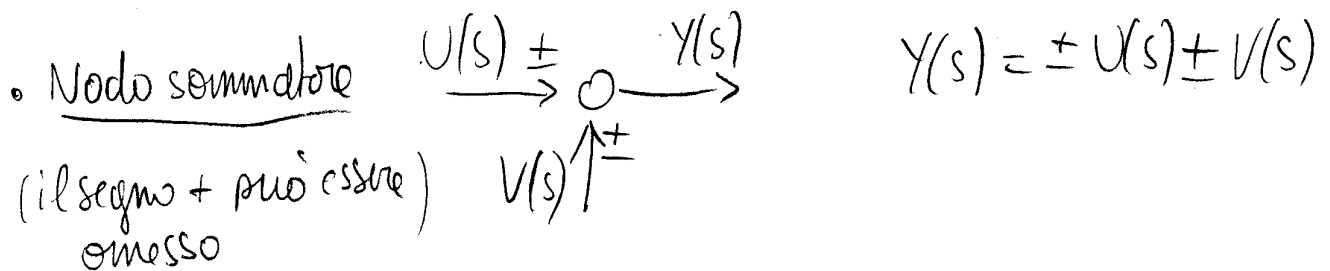 U(s) ± Y(s) Y(s) = ± U(s) ± V(s)
• Nodo sommatore
(il segno + può essere) V(s) ±
omesso